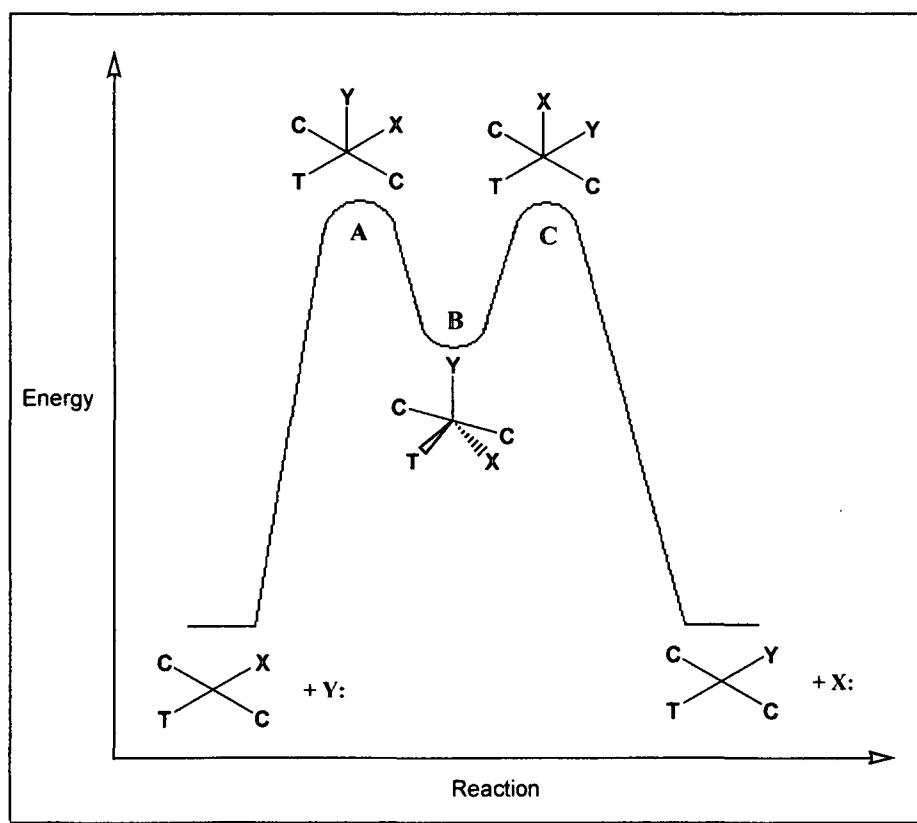 Y X
C X C Y
T C T C
A C
B
Y
Energy
C C
T X
C X C Y
+ Y: + X:
T C T C
Reaction